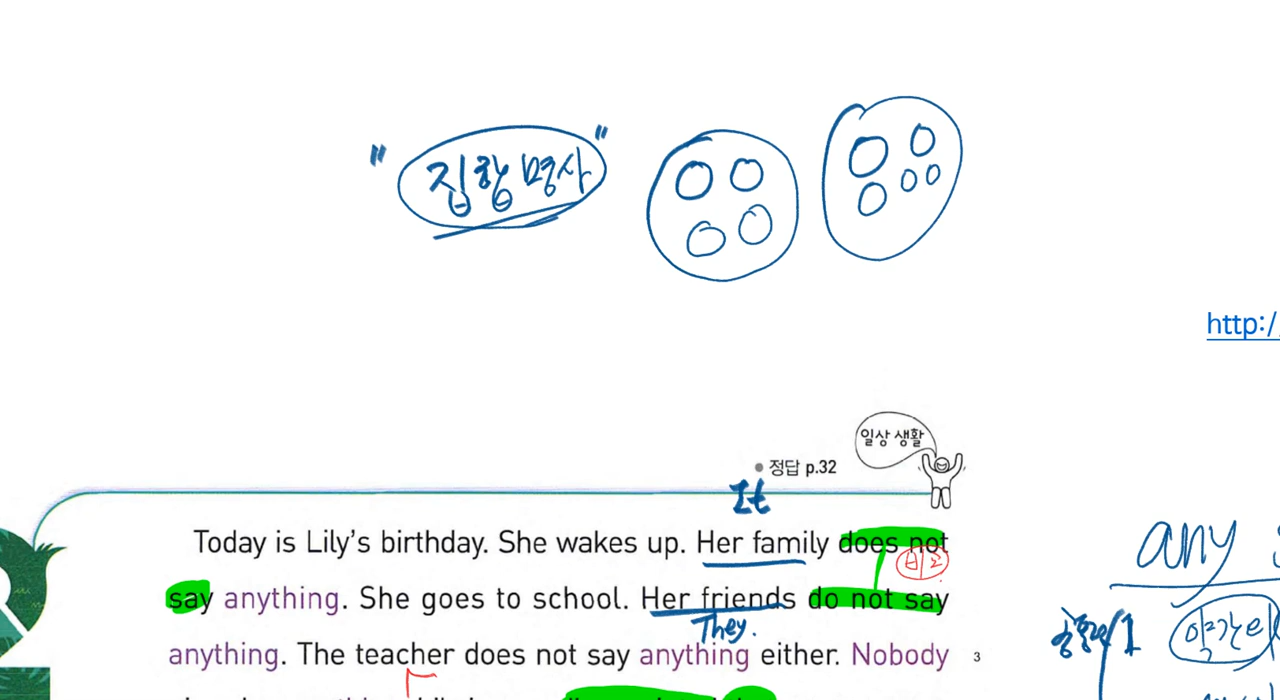 "집합명사"
http:/
일상 생활
정답 p.32
It
Today is Lily's birthday. She wakes up. Her family does not
비교
say anything. She goes to school. Her friends do not say
They.
anything. The teacher does not say anything either. Nobody
3
any